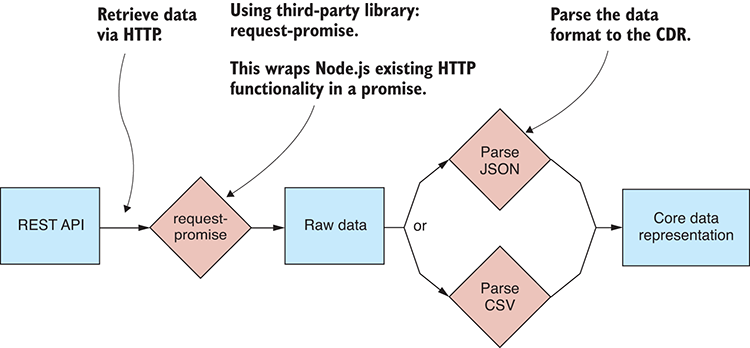 Retrieve data
via HTTP.
Using third-party library:
request-promise.
This wraps Node.js existing HTTP
functionality in a promise.
Parse the data
format to the CDR.
REST API
request-
promise
Raw data
or
Parse
JSON
Parse
CSV
Core data
representation